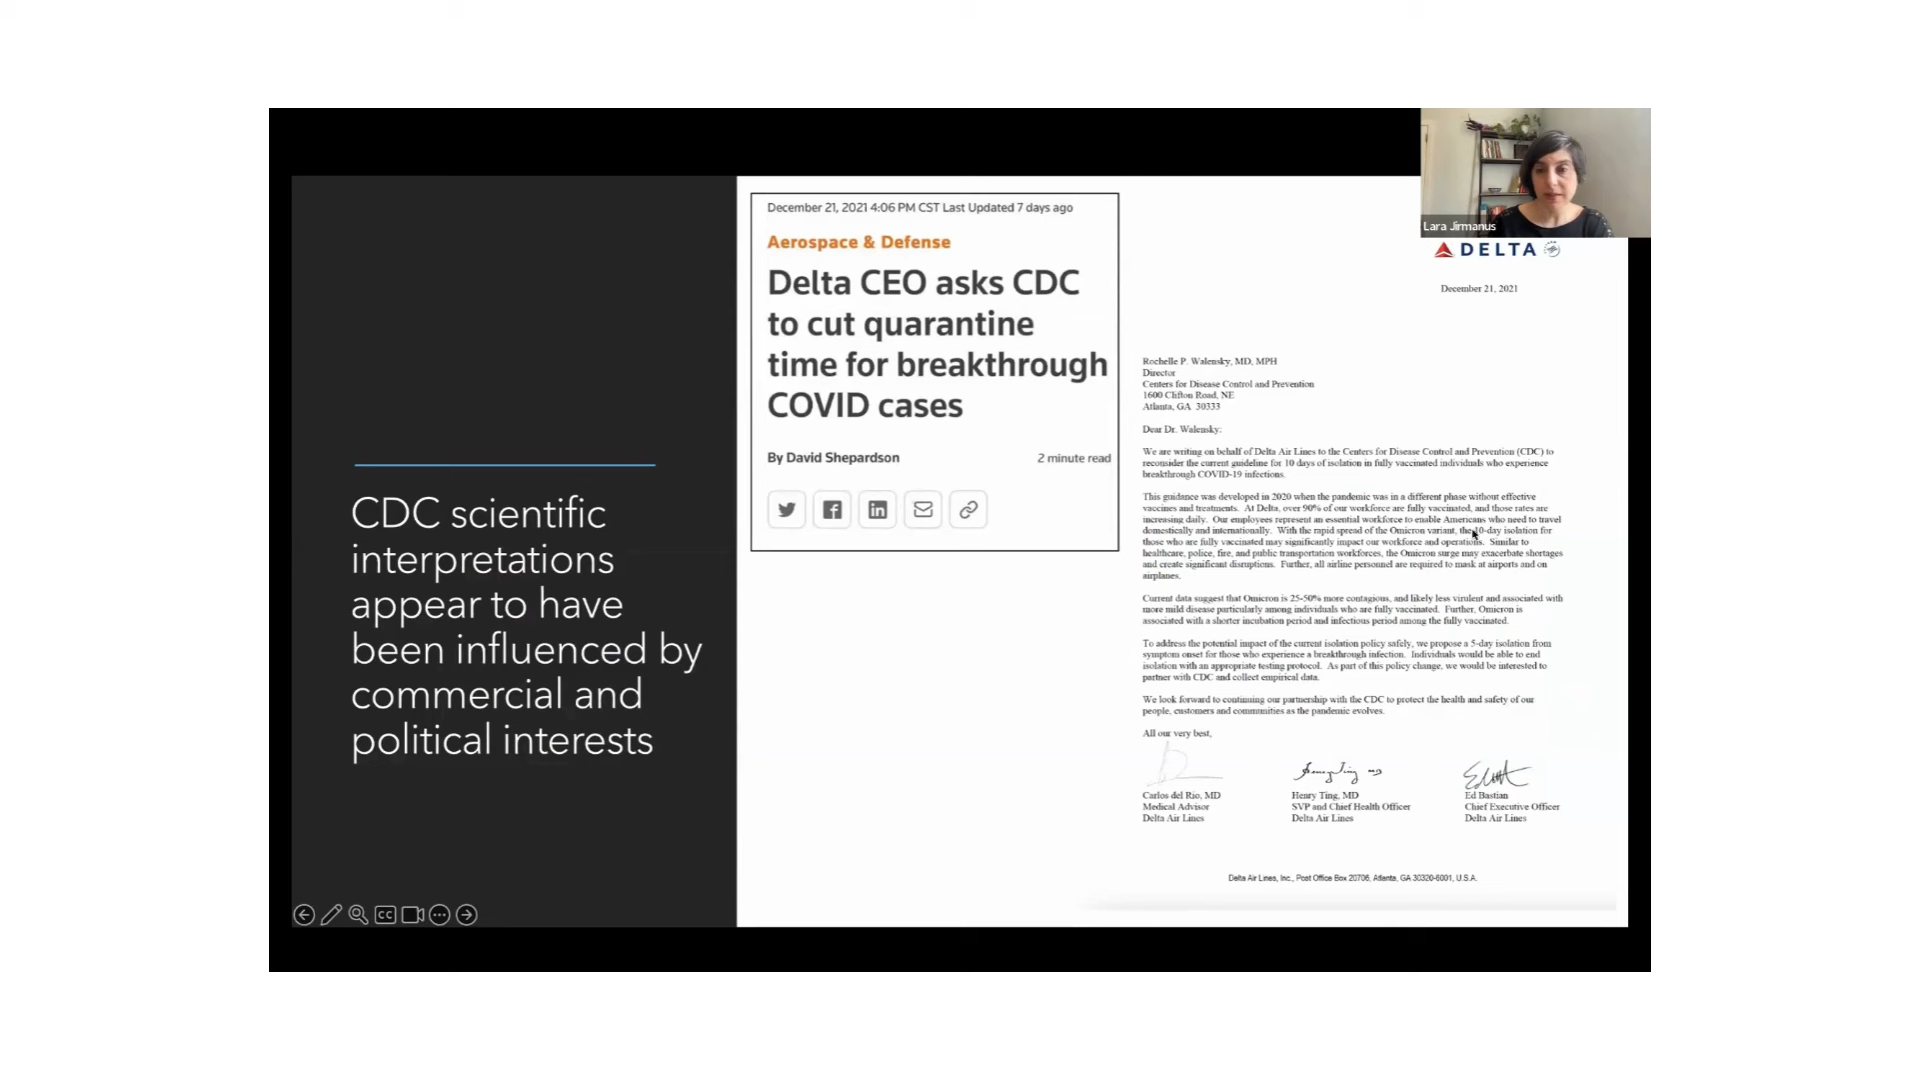 Lara Jirmanus
CDC scientific
interpretations
appear to have
been influenced by
commercial and
political interests
December 21, 2021 4:06 PM CST Last Updated 7 days ago
Aerospace & Defense
Delta CEO asks CDC
to cut quarantine
time for breakthrough
COVID cases
By David Shepardson 2 minute read
DELTA
December 21, 2021
Rochelle P. Walensky, MD, MPH
Director
Centers for Disease Control and Prevention
1600 Clifton Road, NE
Atlanta, GA 30333
Dear Dr. Walensky:
We are writing on behalf of Delta Air Lines to the Centers for Disease Control and Prevention (CDC) to
reconsider the current guideline for 10 days of isolation in fully vaccinated individuals who experience
breakthrough COVID-19 infections.
This guidance was developed in 2020 when the pandemic was in a different phase without effective
vaccines and treatments. At Delta, over 90% of our workforce are fully vaccinated, and those rates are
increasing daily. Our employees represent an essential workforce to enable Americans who need to travel
domestically and internationally. With the rapid spread of the Omicron variant, the 10-day isolation for
those who are fully vaccinated may significantly impact our workforce and operations. Similar to
healthcare, police, fire, and public transportation workforces, the Omicron surge may exacerbate shortages
and create significant disruptions. Further, all airline personnel are required to mask at airports and on
airplanes.
Current data suggest that Omicron is 25-50% more contagious, and likely less virulent and associated with
more mild disease particularly among individuals who are fully vaccinated. Further, Omicron is
associated with a shorter incubation period and infectious period among the fully vaccinated.
To address the potential impact of the current isolation policy safely, we propose a 5-day isolation from
symptom onset for those who experience a breakthrough infection. Individuals would be able to end
isolation with an appropriate testing protocol. As part of this policy change, we would be interested to
partner with CDC and collect empirical data.
We look forward to continuing our partnership with the CDC to protect the health and safety of our
people, customers and communities as the pandemic evolves.
All our very best,
Carlos del Rio, MD Henry Ting, MD Ed Bastian
Medical Advisor SVP and Chief Health Officer Chief Executive Officer
Delta Air Lines Delta Air Lines Delta Air Lines
Delta Air Lines, Inc., Post Office Box 20706, Atlanta, GA 30320-6001, U.S.A.
CC